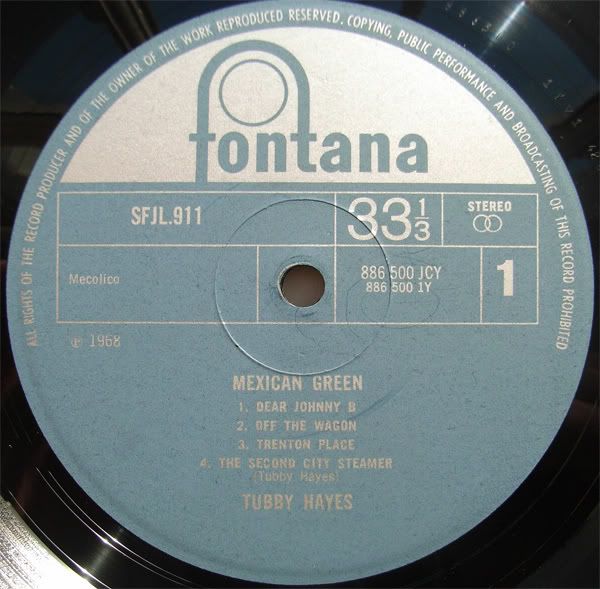 ALL RIGHTS OF THE RECORD PRODUCER AND OF THE OWNER OF THE WORK REPRODUCED RESERVED. COPYING, PUBLIC PERFORMANCE AND BROADCASTING OF THIS RECORD PROHIBITED
fontana
SFJL.911
33 1/3
STEREO
Mecolico
886 500 JCY
886 500 1Y
1
℗ 1968
MEXICAN GREEN
1. DEAR JOHNNY B
2. OFF THE WAGON
3. TRENTON PLACE
4. THE SECOND CITY STEAMER
(Tubby Hayes)
TUBBY HAYES